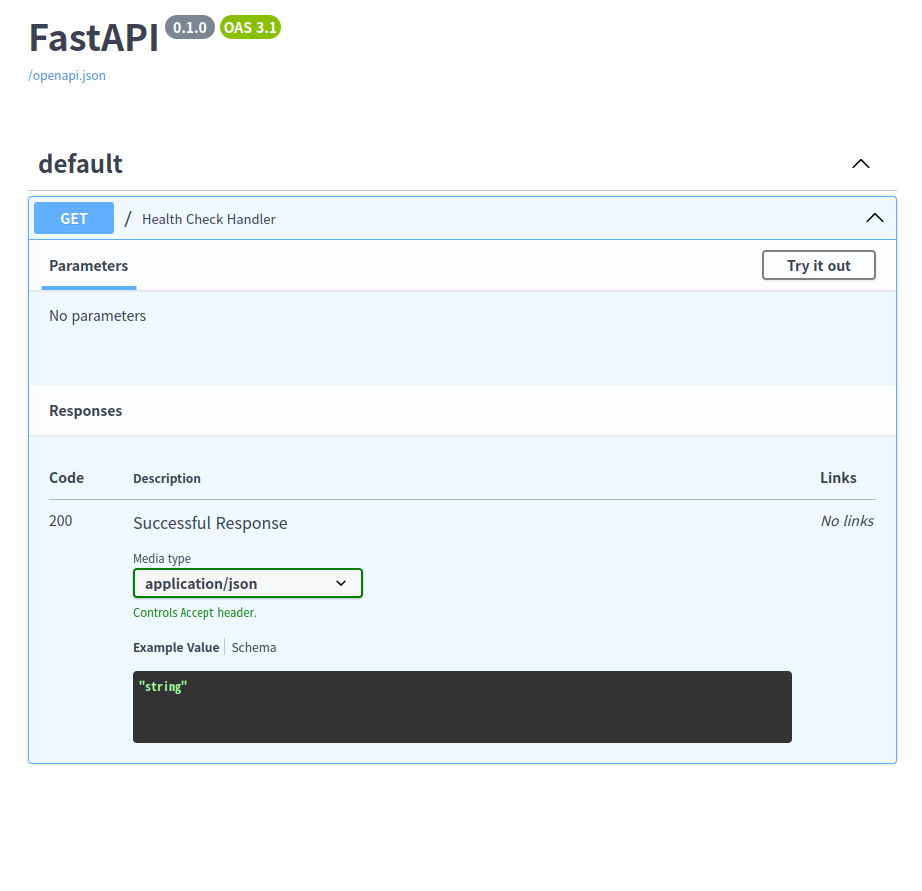 FastAPI 0.1.0 OAS 3.1
/openapi.json
default
GET / Health Check Handler
Parameters Try it out
No parameters
Responses
Code Description Links
200 Successful Response No links
Media type
application/json
Controls Accept header.
Example Value Schema
"string"